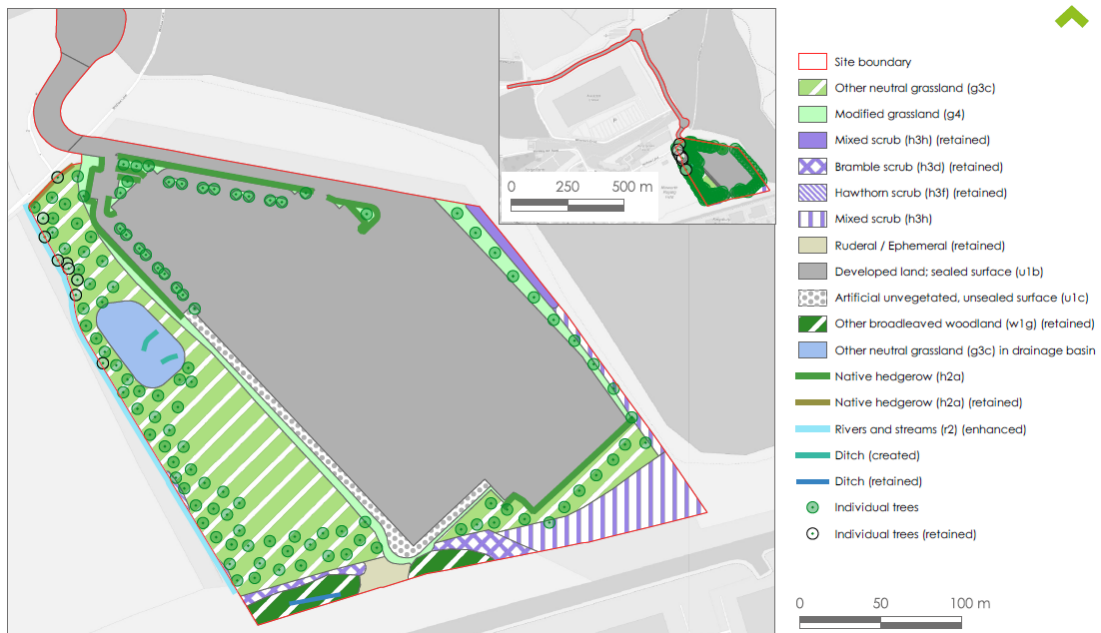 0 250 500 m
Site boundary
Other neutral grassland (g3c)
Modified grassland (g4)
Mixed scrub (h3h) (retained)
Bramble scrub (h3d) (retained)
Hawthorn scrub (h3f) (retained)
Mixed scrub (h3h)
Ruderal / Ephemeral (retained)
Developed land; sealed surface (u1b)
Artificial unvegetated, unsealed surface (u1c)
Other broadleaved woodland (w1g) (retained)
Other neutral grassland (g3c) in drainage basin
Native hedgerow (h2a)
Native hedgerow (h2a) (retained)
Rivers and streams (r2) (enhanced)
Ditch (created)
Ditch (retained)
Individual trees
Individual trees (retained)
0 50 100 m